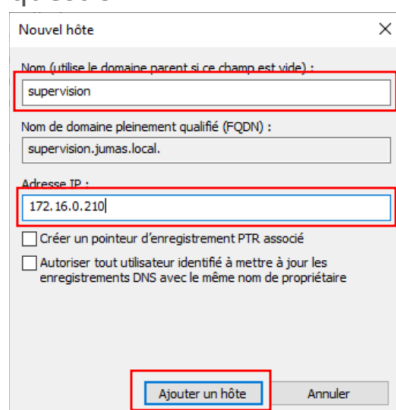 Nouvel hôte
Nom (utilise le domaine parent si ce champ est vide) :
supervision
Nom de domaine pleinement qualifié (FQDN) :
supervision.jumas.local.
Adresse IP :
172.16.0.210
Créer un pointeur d'enregistrement PTR associé
Autoriser tout utilisateur identifié à mettre à jour les
enregistrements DNS avec le même nom de
propriétaire
Ajouter un hôte
Annuler